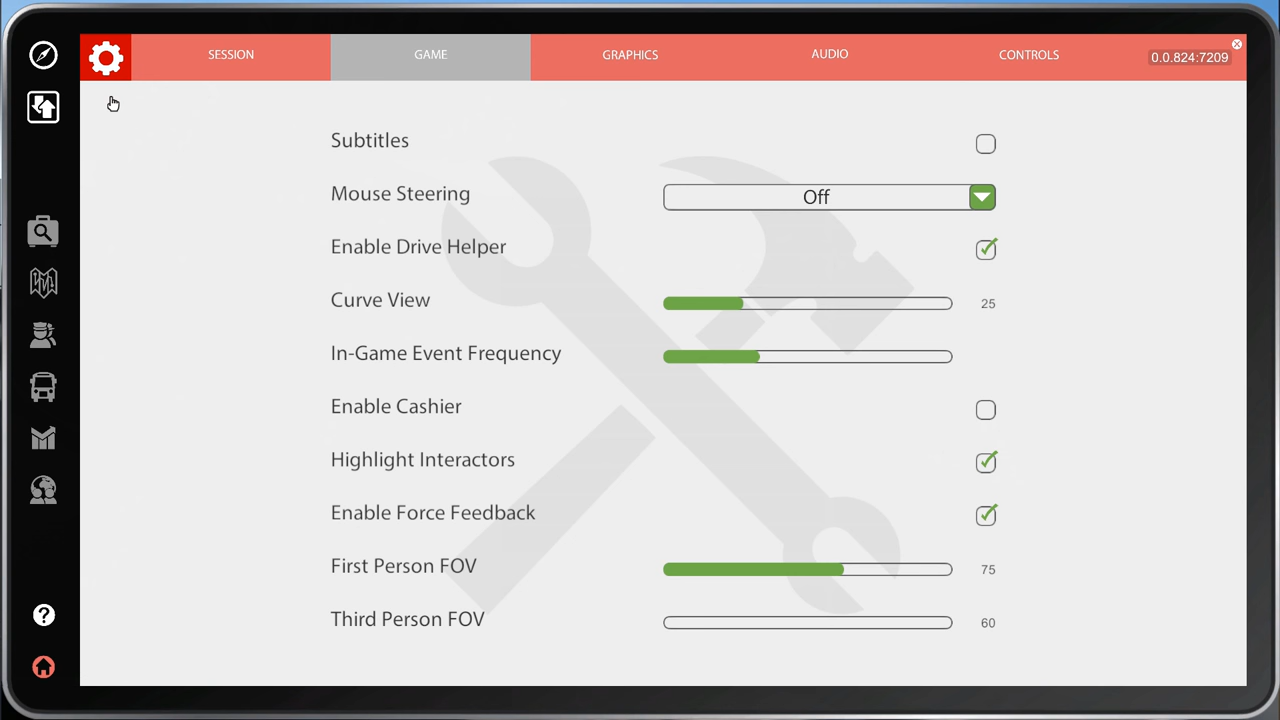 SESSION
GAME
GRAPHICS
AUDIO
CONTROLS
0.0.824:7209
Subtitles
Mouse Steering
Off
Enable Drive Helper
Curve View
25
In-Game Event Frequency
Enable Cashier
Highlight Interactors
Enable Force Feedback
First Person FOV
75
Third Person FOV
60